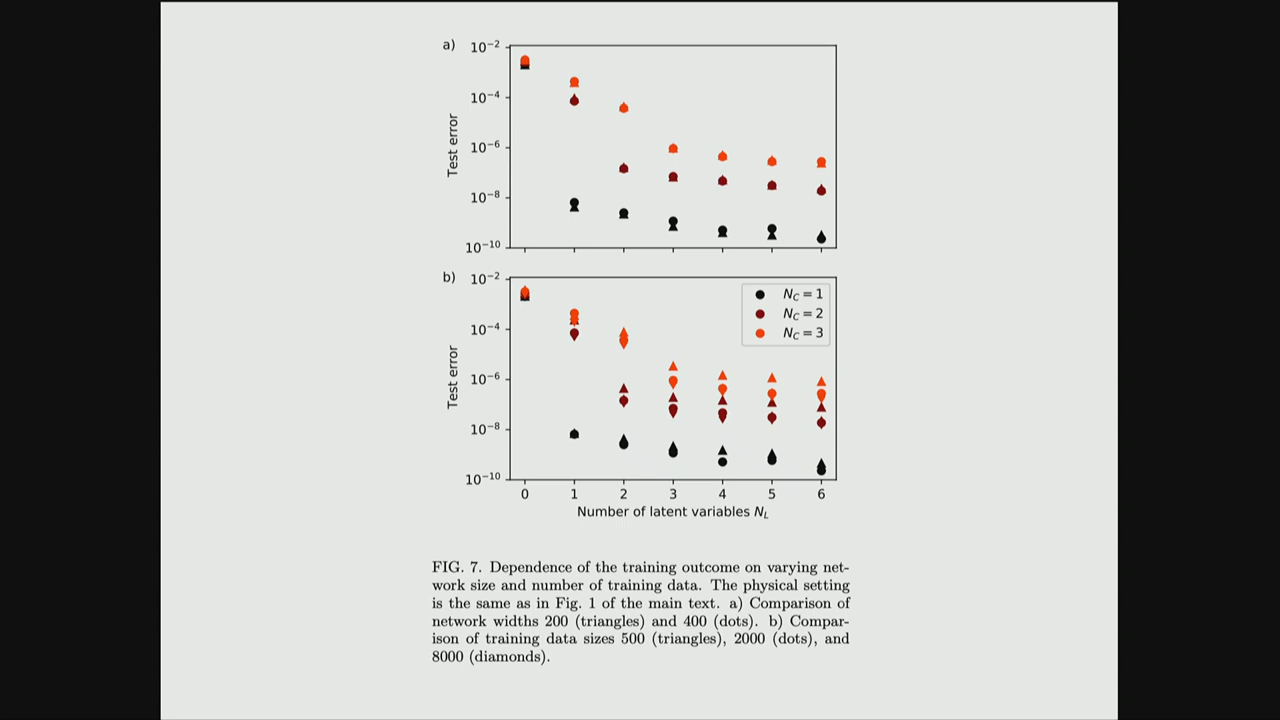 a)
10⁻²
10⁻⁴
10⁻⁶
10⁻⁸
10⁻¹⁰
Test error
b)
10⁻²
10⁻⁴
10⁻⁶
10⁻⁸
10⁻¹⁰
Test error
N_C = 1
N_C = 2
N_C = 3
0 1 2 3 4 5 6
Number of latent variables N_L
FIG. 7. Dependence of the training outcome on varying net-
work size and number of training data. The physical setting
is the same as in Fig. 1 of the main text. a) Comparison of
network widths 200 (triangles) and 400 (dots). b) Compar-
ison of training data sizes 500 (triangles), 2000 (dots), and
8000 (diamonds).